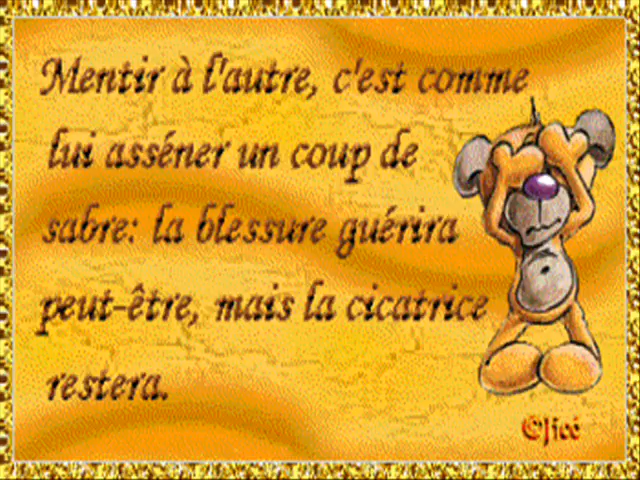 Mentir à l'autre, c'est comme
lui asséner un coup de
sabre: la blessure guérira
peut-être, mais la cicatrice
restera.
©Jicé